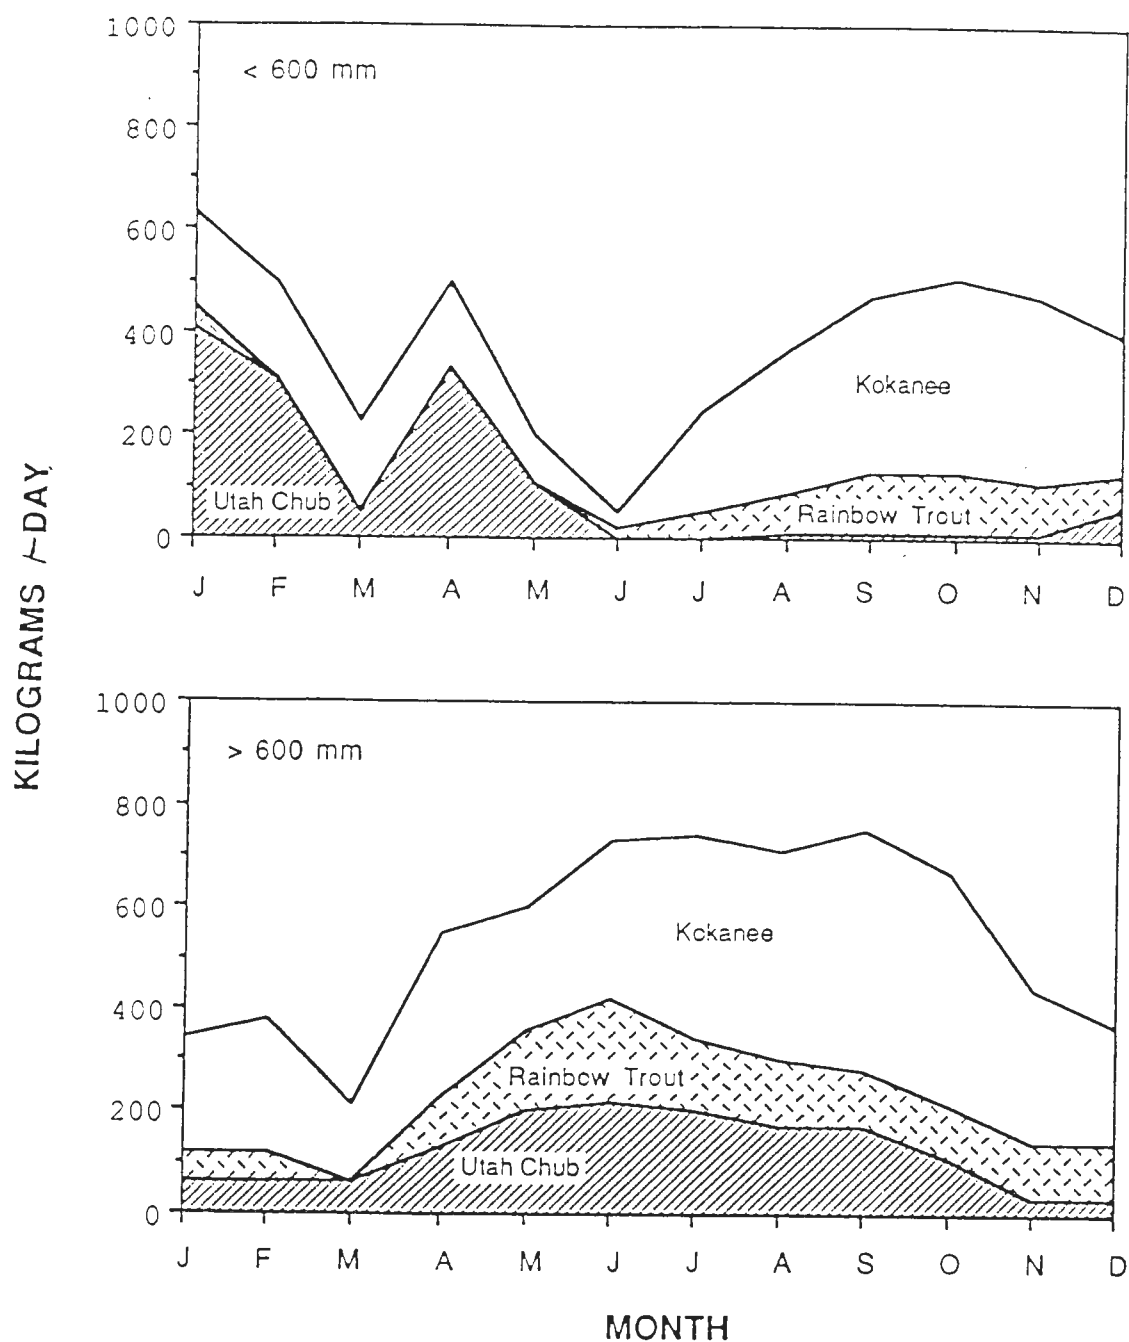 KILOGRAMS /-DAY
1000
< 600 mm
800
600
400
Kokanee
200
Utah Chub
Rainbow Trout
0
J F M A M J J A S O N D
1000
> 600 mm
800
600
Kokanee
400
Rainbow Trout
200
Utah Chub
0
J F M A M J J A S O N D
MONTH